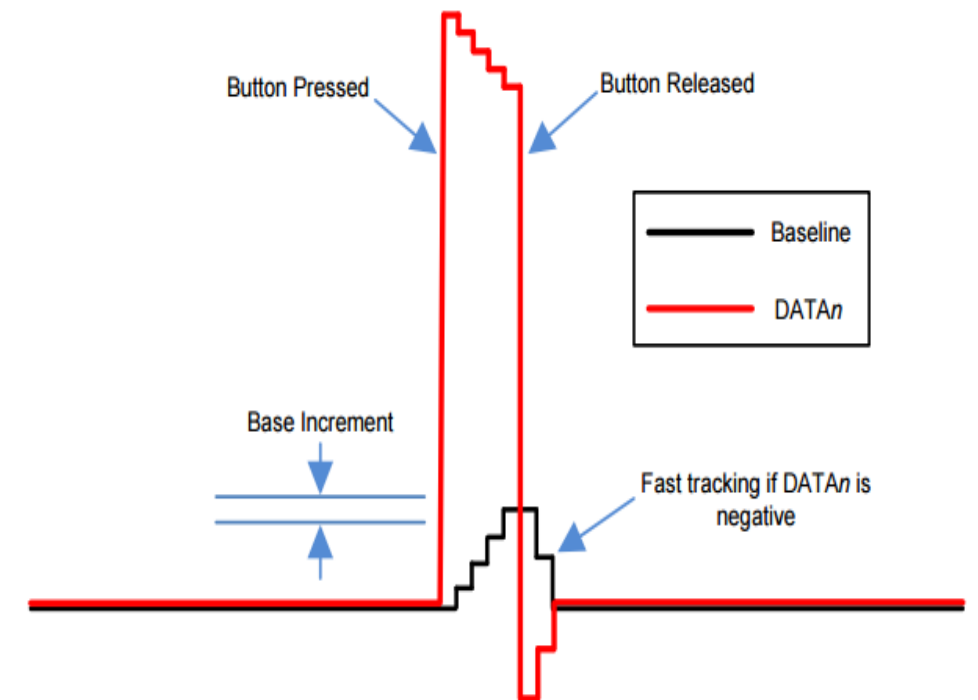 Button Pressed
Button Released
Baseline
DATAn
Base Increment
Fast tracking if DATAn is
negative